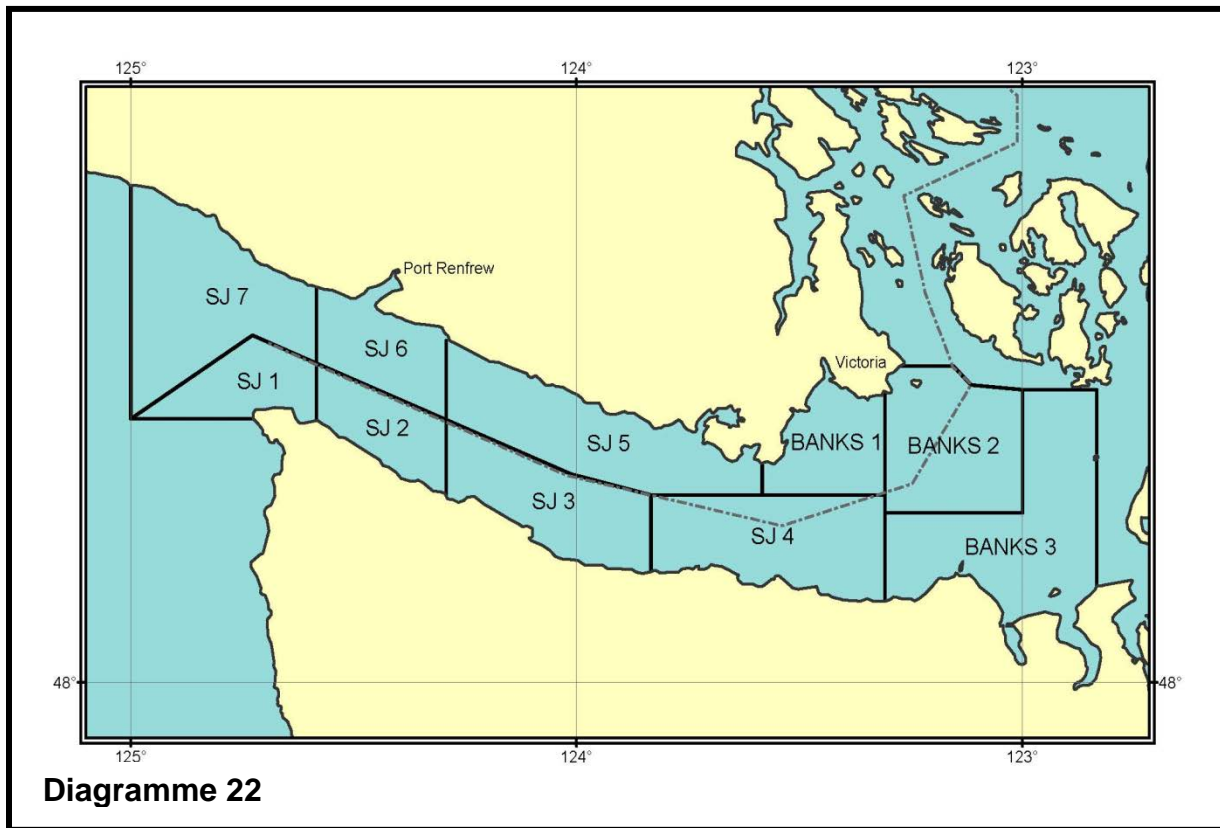 125°
124°
123°
Port Renfrew
SJ 7
SJ 6
Victoria
SJ 1
SJ 2
SJ 5
BANKS 1
BANKS 2
SJ 3
SJ 4
BANKS 3
48°
48°
125°
124°
123°
Diagramme 22